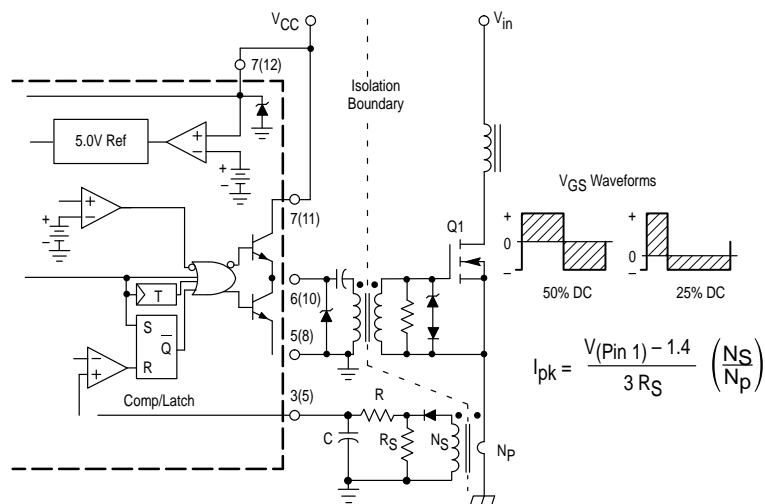 VCC
Vin
7(12)
Isolation
Boundary
5.0V Ref
+
–
+
–
VGS Waveforms
+
–
+
–
7(11)
Q1
+
0
–
+
0
–
50% DC
25% DC
T
6(10)
S
Q
R
5(8)
Ipk = V(Pin 1) – 1.4 / 3 RS (NS/Np)
–
+
Comp/Latch
3(5)
R
C
RS
NS
NP